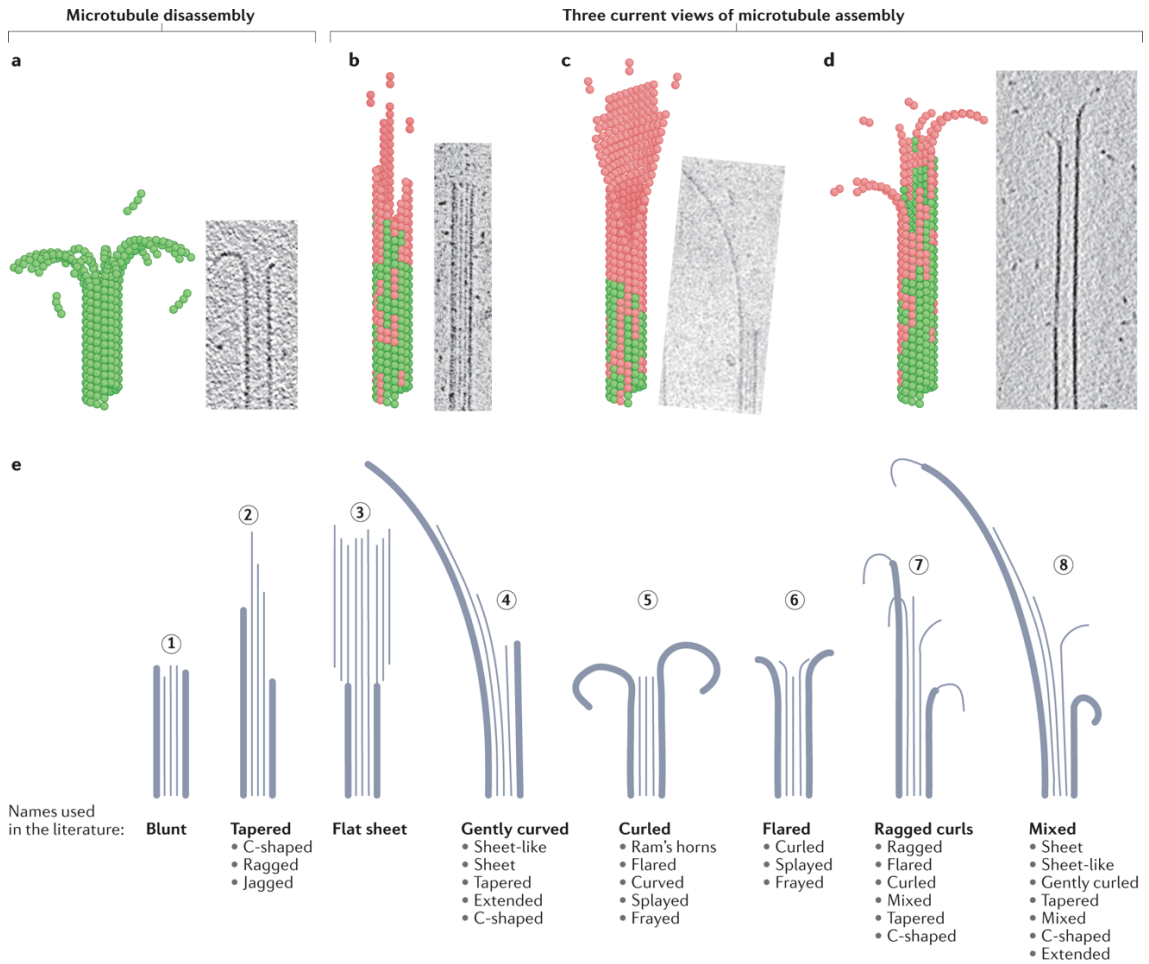 Microtubule disassembly
Three current views of microtubule assembly
a
b
c
d
e
1
2
3
4
5
6
7
8
Names used
in the literature:
Blunt
Tapered
• C-shaped
• Ragged
• Jagged
Flat sheet
Gently curved
• Sheet-like
• Sheet
• Tapered
• Extended
• C-shaped
Curled
• Ram's horns
• Flared
• Curved
• Splayed
• Frayed
Flared
• Curled
• Splayed
• Frayed
Ragged curls
• Ragged
• Flared
• Curled
• Mixed
• Tapered
• C-shaped
Mixed
• Sheet
• Sheet-like
• Gently curled
• Tapered
• Mixed
• C-shaped
• Extended